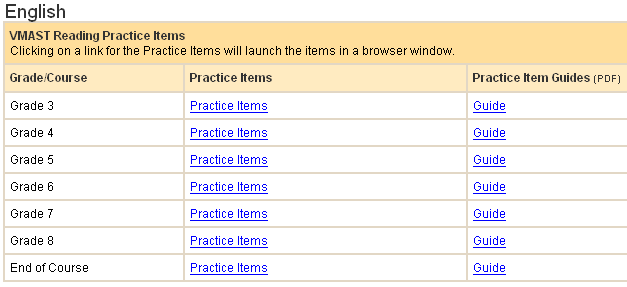 English
VMAST Reading Practice Items
Clicking on a link for the Practice Items will launch the items in a browser window.
Grade/Course Practice Items Practice Item Guides (PDF)
Grade 3 Practice Items Guide
Grade 4 Practice Items Guide
Grade 5 Practice Items Guide
Grade 6 Practice Items Guide
Grade 7 Practice Items Guide
Grade 8 Practice Items Guide
End of Course Practice Items Guide